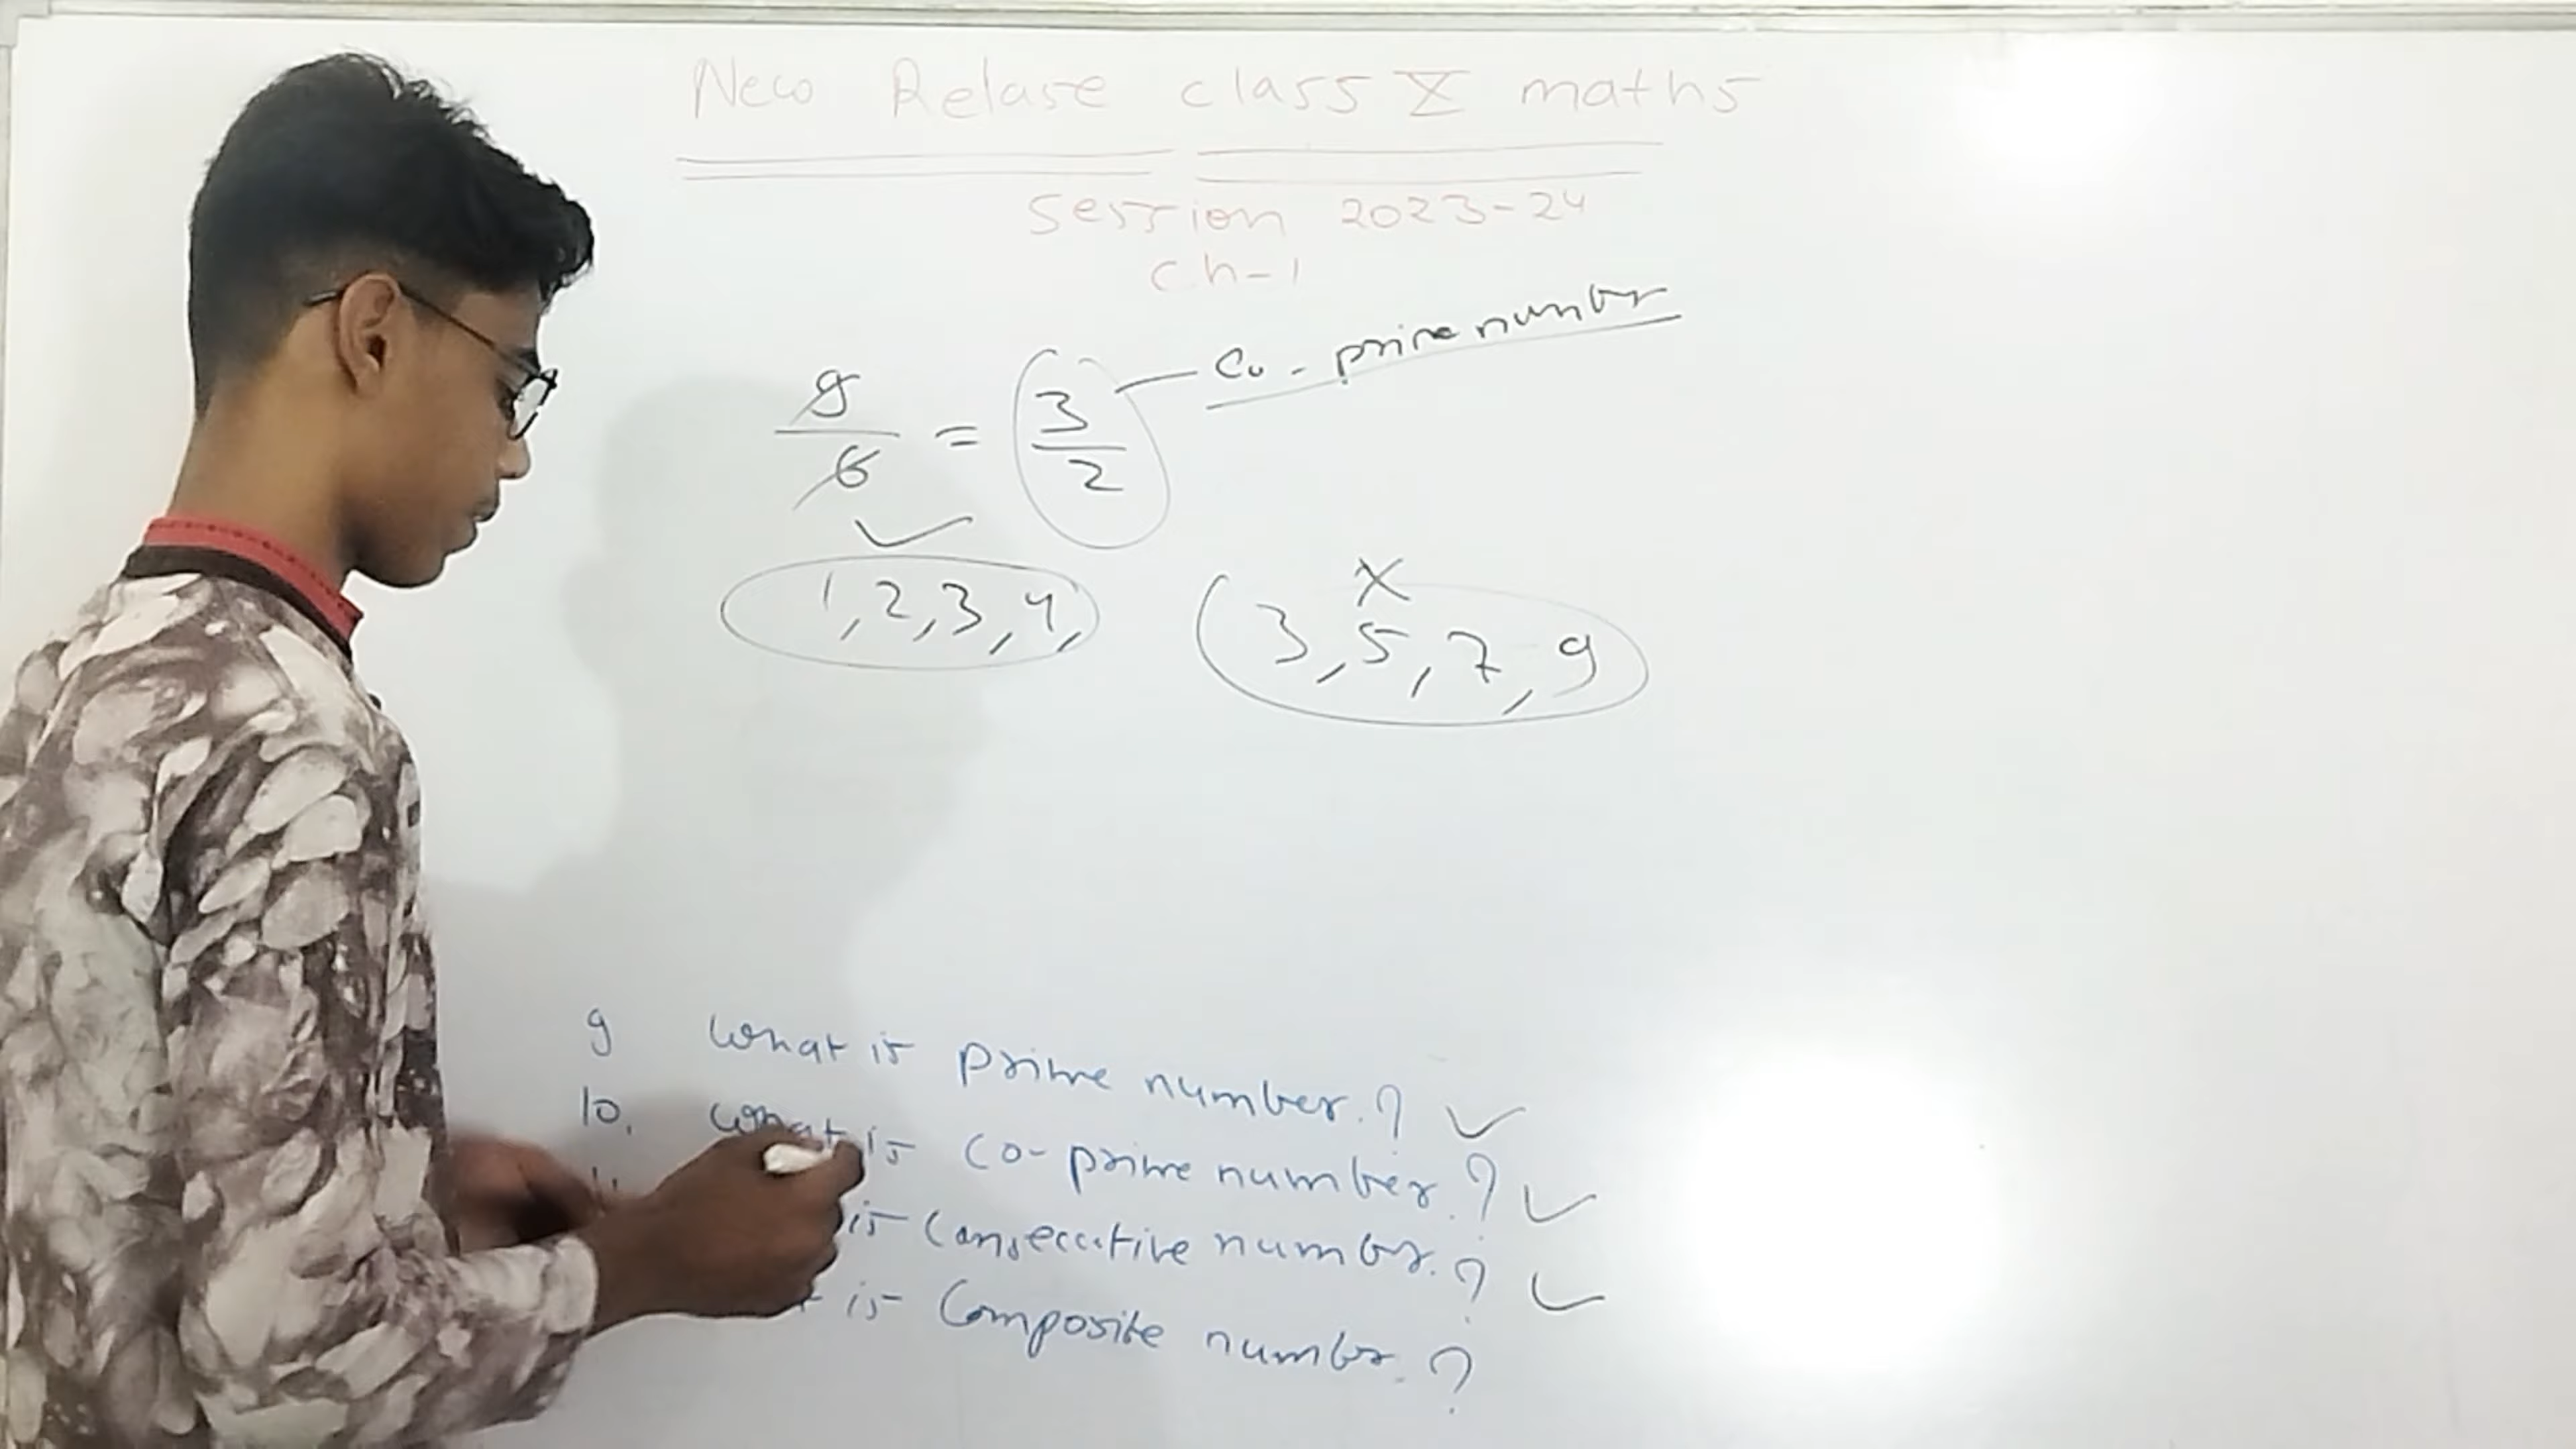 New Relase class X maths
Session 2023-24
Ch-1
9/6 = 3/2 — Co-prime number
✓ ×
1,2,3,4, 3,5,7,9
9 What is prime number.? ✓
10. What is Co-prime number.? ✓
11 is Consecutive number.? ✓
is Composite number.?